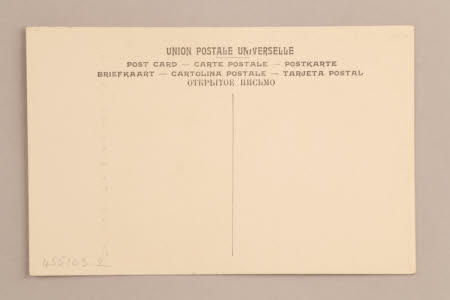 UNION POSTALE UNIVERSELLE
POST CARD — CARTE POSTALE — POSTKARTE
BRIEFKAART — CARTOLINA POSTALE — TARJETA POSTAL
ОТКРЫТОЕ ПИСЬМО